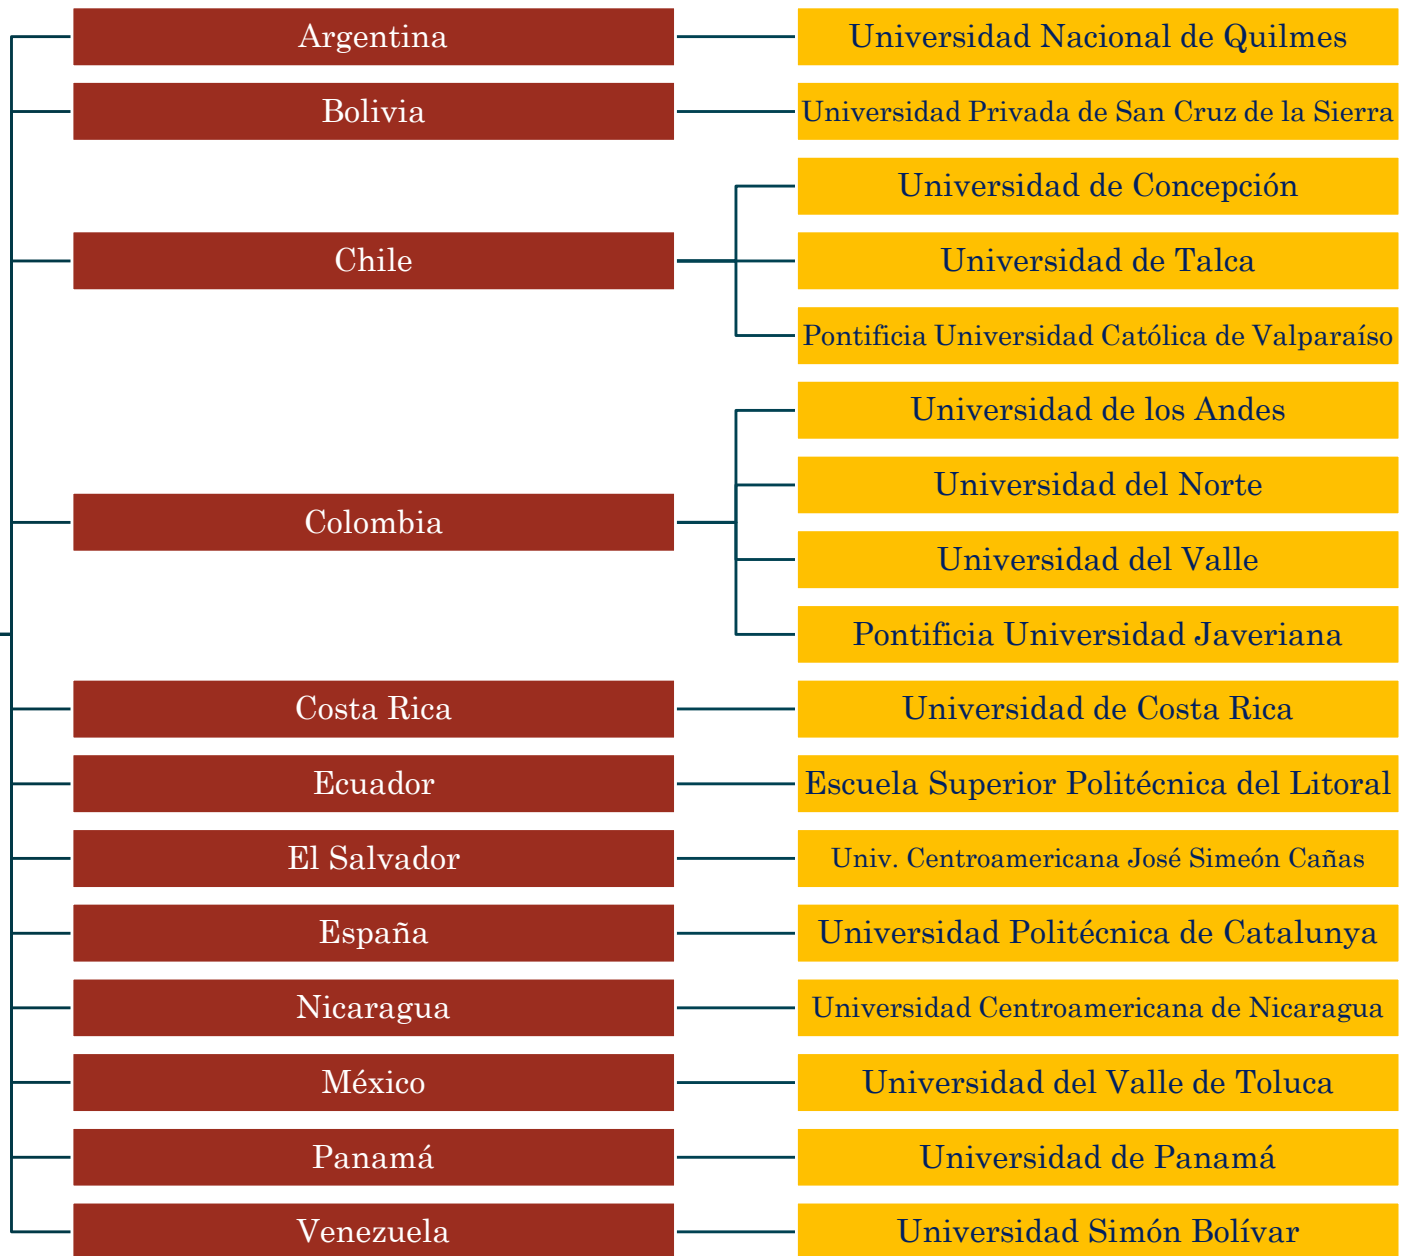 Argentina
Universidad Nacional de Quilmes
Bolivia
Universidad Privada de San Cruz de la Sierra
Chile
Universidad de Concepción
Universidad de Talca
Pontificia Universidad Católica de Valparaíso
Colombia
Universidad de los Andes
Universidad del Norte
Universidad del Valle
Pontificia Universidad Javeriana
Costa Rica
Universidad de Costa Rica
Ecuador
Escuela Superior Politécnica del Litoral
El Salvador
Univ. Centroamericana José Simeón Cañas
España
Universidad Politécnica de Catalunya
Nicaragua
Universidad Centroamericana de Nicaragua
México
Universidad del Valle de Toluca
Panamá
Universidad de Panamá
Venezuela
Universidad Simón Bolívar